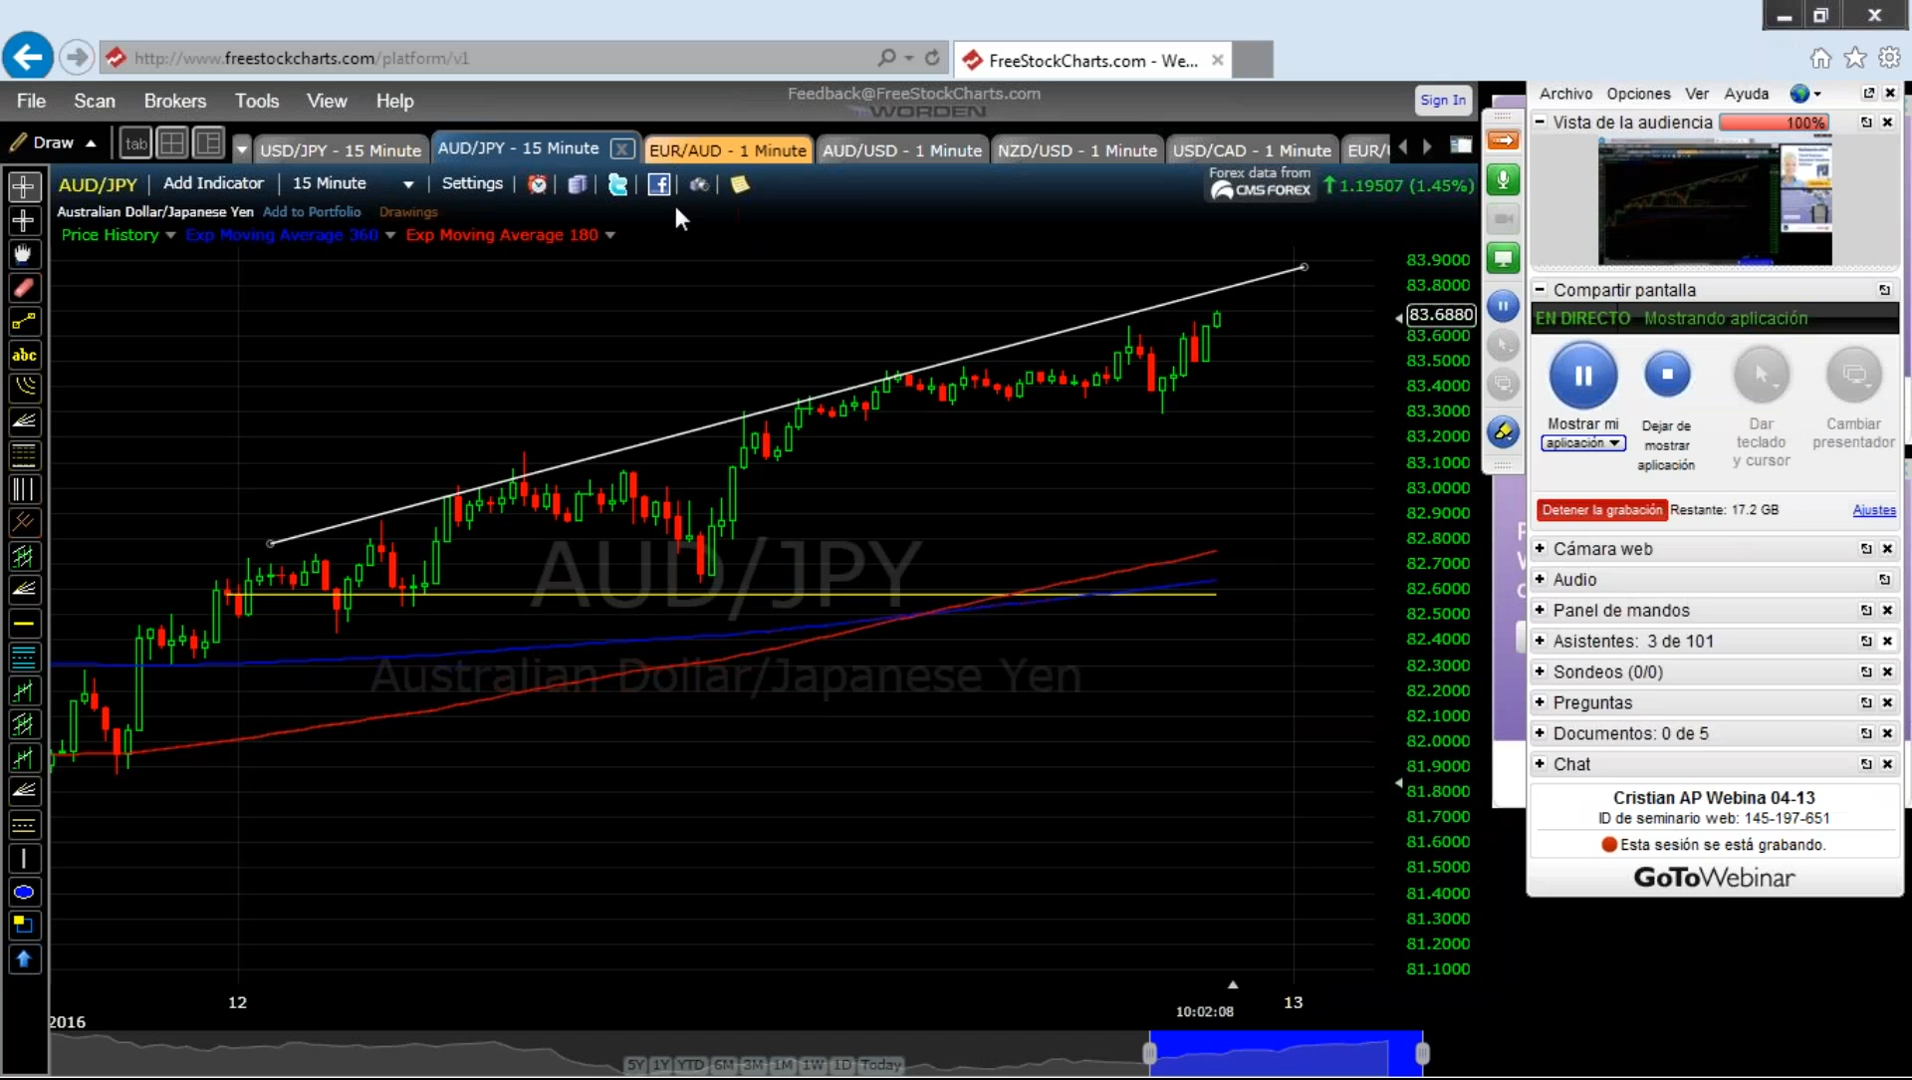 http://www.freestockcharts.com/platform/v1
FreeStockCharts.com - We...
File Scan Brokers Tools View Help
Feedback@FreeStockCharts.com
WORDEN
Sign In
Draw
tab
USD/JPY - 15 Minute
AUD/JPY - 15 Minute
EUR/AUD - 1 Minute
AUD/USD - 1 Minute
NZD/USD - 1 Minute
USD/CAD - 1 Minute
EUR/
AUD/JPY Add Indicator 15 Minute Settings
Forex data from
CMS FOREX
1.19507 (1.45%)
Australian Dollar/Japanese Yen Add to Portfolio Drawings
Price History Exp Moving Average 360 Exp Moving Average 180
abc
AUD/JPY
Australian Dollar/Japanese Yen
83.9000
83.8000
83.6880
83.6000
83.5000
83.4000
83.3000
83.2000
83.1000
83.0000
82.9000
82.8000
82.7000
82.6000
82.5000
82.4000
82.3000
82.2000
82.1000
82.0000
81.9000
81.8000
81.7000
81.6000
81.5000
81.4000
81.3000
81.2000
81.1000
12
13
10:02:08
2016
5Y 1Y YTD 6M 3M 1M 1W 1D Today
Archivo Opciones Ver Ayuda
Vista de la audiencia 100%
Compartir pantalla
EN DIRECTO Mostrando aplicación
Mostrar mi
aplicación
Dejar de
mostrar
aplicación
Dar
teclado
y cursor
Cambiar
presentador
Detener la grabación Restante: 17.2 GB Ajustes
Cámara web
Audio
Panel de mandos
Asistentes: 3 de 101
Sondeos (0/0)
Preguntas
Documentos: 0 de 5
Chat
Cristian AP Webina 04-13
ID de seminario web: 145-197-651
Esta sesión se está grabando.
GoToWebinar